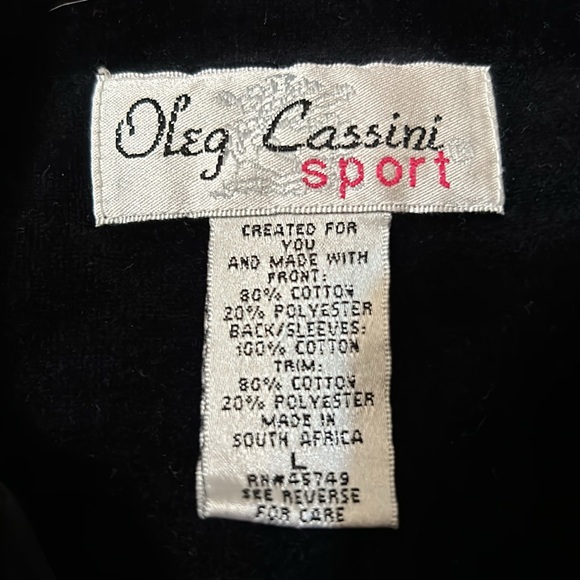 Oleg Cassini
sport
CREATED FOR
YOU
AND MADE WITH
FRONT:
80% COTTON
20% POLYESTER
BACK/SLEEVES:
100% COTTON
TRIM:
80% COTTON
20% POLYESTER
MADE IN
SOUTH AFRICA
L
RN#45749
SEE REVERSE
FOR CARE